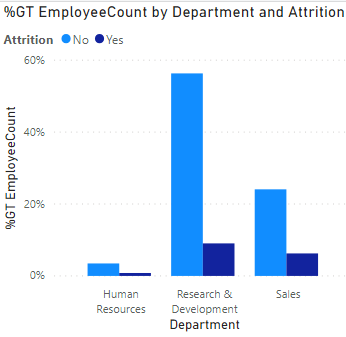 %GT EmployeeCount by Department and Attrition
Attrition No Yes
60%
40%
20%
0%
%GT EmployeeCount
Human Resources
Research & Development
Sales
Department